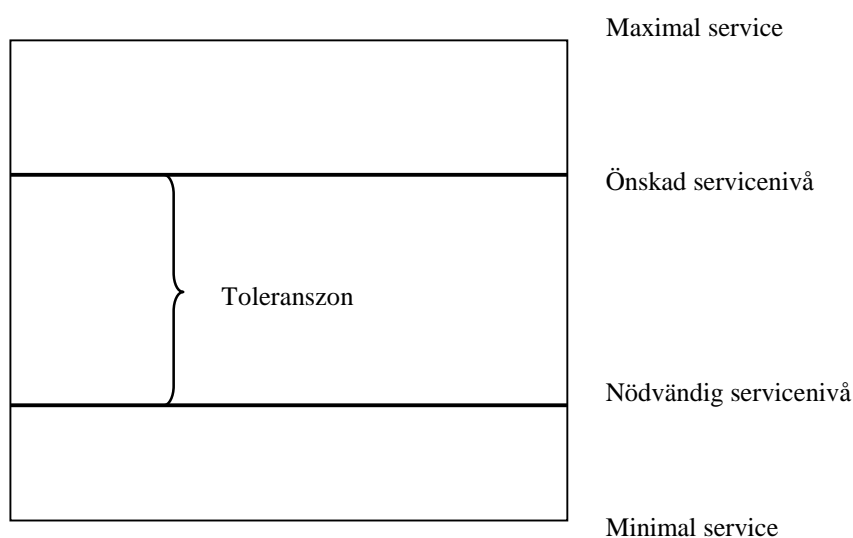 Maximal service
Önskad servicenivå
Toleranszon
Nödvändig servicenivå
Minimal service